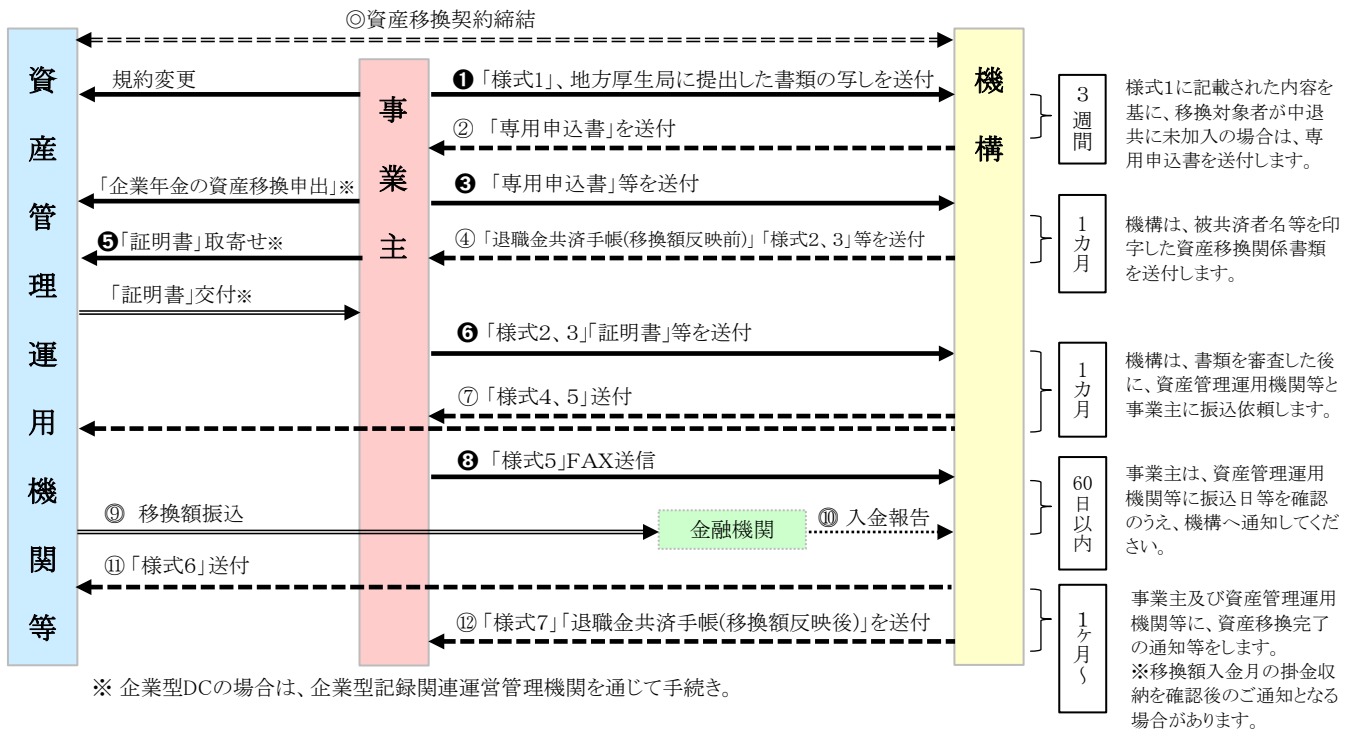 ◎資産移換契約締結
資産管理運用機関等
事業主
機構
規約変更
❶「様式1」、地方厚生局に提出した書類の写しを送付
② 「専用申込書」を送付
3週間
様式1に記載された内容を
基に、移換対象者が中退
共に未加入の場合は、専
用申込書を送付します。
「企業年金の資産移換申出」※
❸ 「専用申込書」等を送付
❺「証明書」取寄せ※
④「退職金共済手帳(移換額反映前)」「様式2、3」等を送付
1カ月
機構は、被共済者名等を印
字した資産移換関係書類
を送付します。
「証明書」交付※
❻「様式2、3」「証明書」等を送付
⑦「様式4、5」送付
1カ月
機構は、書類を審査した後
に、資産管理運用機関等と
事業主に振込依頼します。
❽ 「様式5」FAX送信
⑨ 移換額振込
金融機関
⑩ 入金報告
60日以内
事業主は、資産管理運用
機関等に振込日等を確認
のうえ、機構へ通知してくだ
さい。
⑪「様式6」送付
⑫「様式7」「退職金共済手帳(移換額反映後)」を送付
1ヶ月~
事業主及び資産管理運用
機関等に、資産移換完了
の通知等をします。
※移換額入金月の掛金収
納を確認後のご通知となる
場合があります。
※ 企業型DCの場合は、企業型記録関連運営管理機関を通じて手続き。